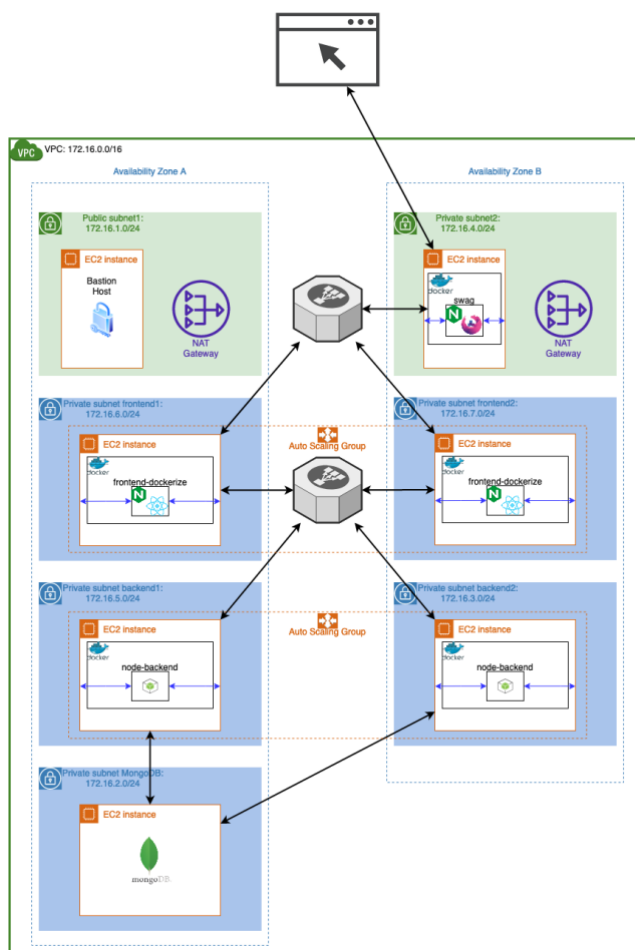 VPC
VPC: 172.16.0.0/16
Availability Zone A
Availability Zone B
Public subnet1:
172.16.1.0/24
EC2 instance
Bastion
Host
NAT
Gateway
Private subnet2:
172.16.4.0/24
EC2 instance
docker
swag
NAT
Gateway
Private subnet frontend1:
172.16.6.0/24
EC2 instance
docker
frontend-dockerize
Auto Scaling Group
Private subnet frontend2:
172.16.7.0/24
EC2 instance
docker
frontend-dockerize
Private subnet backend1:
172.16.5.0/24
EC2 instance
docker
node-backend
Auto Scaling Group
Private subnet backend2:
172.16.3.0/24
EC2 instance
docker
node-backend
Private subnet MongoDB:
172.16.2.0/24
EC2 instance
mongoDB